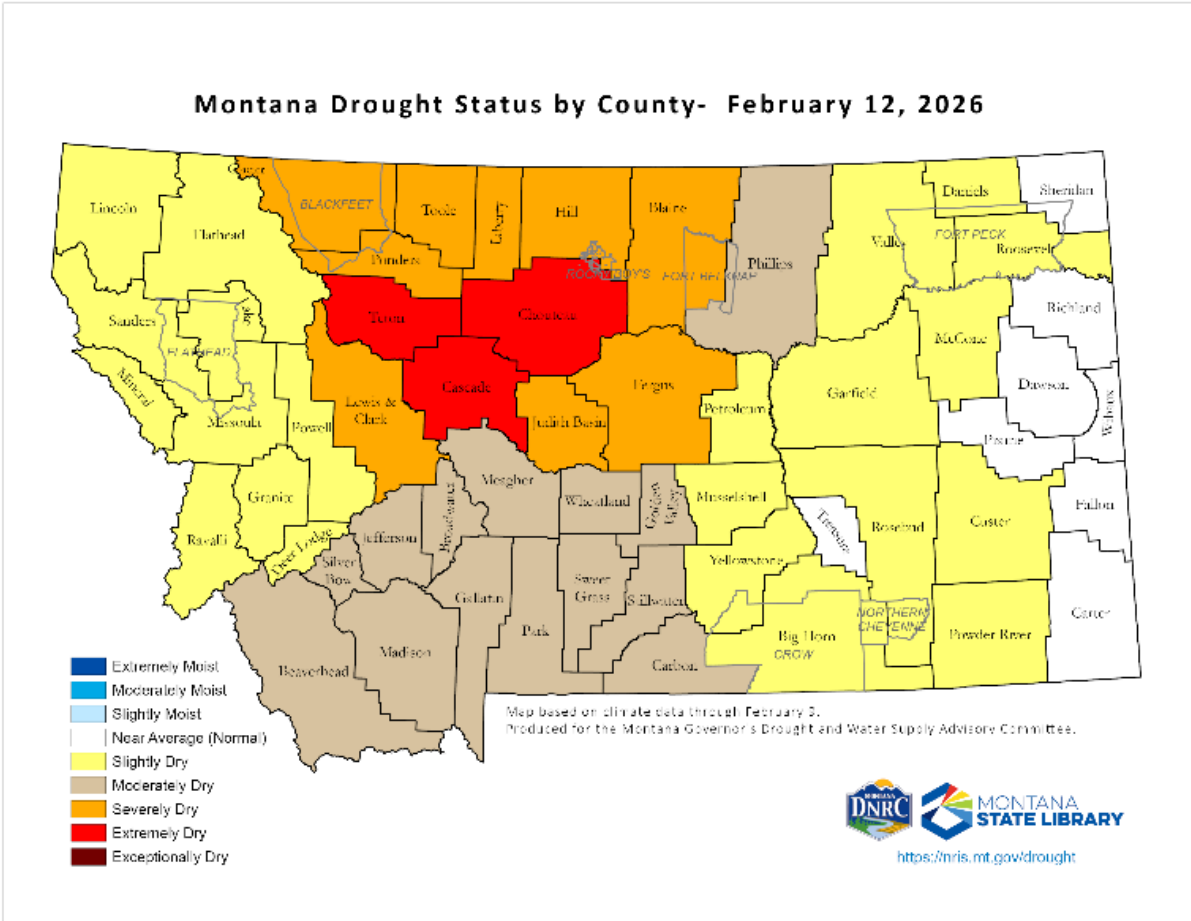 Montana Drought Status by County- February 12, 2026
Lincoln
Flathead
BLACKFEET
Toole
Liberty
Hill
Blaine
Phillips
Valley
Daniels
Sheridan
FORT PECK
Roosevelt
ROCKY BOYS
FORT BELKNAP
Pondera
Teton
Chouteau
Sanders
Lake
FLATHEAD
Mineral
Missoula
Powell
Lewis &
Clark
Cascade
Judith Basin
Fergus
Petroleum
Garfield
McCone
Richland
Dawson
Wibaux
Prairie
Ravalli
Granite
Deer Lodge
Silver
Bow
Jefferson
Broadwater
Meagher
Wheatland
Golden
Valley
Musselshell
Treasure
Rosebud
Custer
Fallon
Yellowstone
Beaverhead
Madison
Gallatin
Park
Sweet
Grass
Stillwater
Carbon
Big Horn
CROW
NORTHERN
CHEYENNE
Powder River
Carter
Extremely Moist
Moderately Moist
Slightly Moist
Near Average (Normal)
Slightly Dry
Moderately Dry
Severely Dry
Extremely Dry
Exceptionally Dry
Map based on climate data through February 3.
Produced for the Montana Governor's Drought and Water Supply Advisory Committee.
MONTANA
DNRC
MONTANA
STATE LIBRARY
https://nris.mt.gov/drought